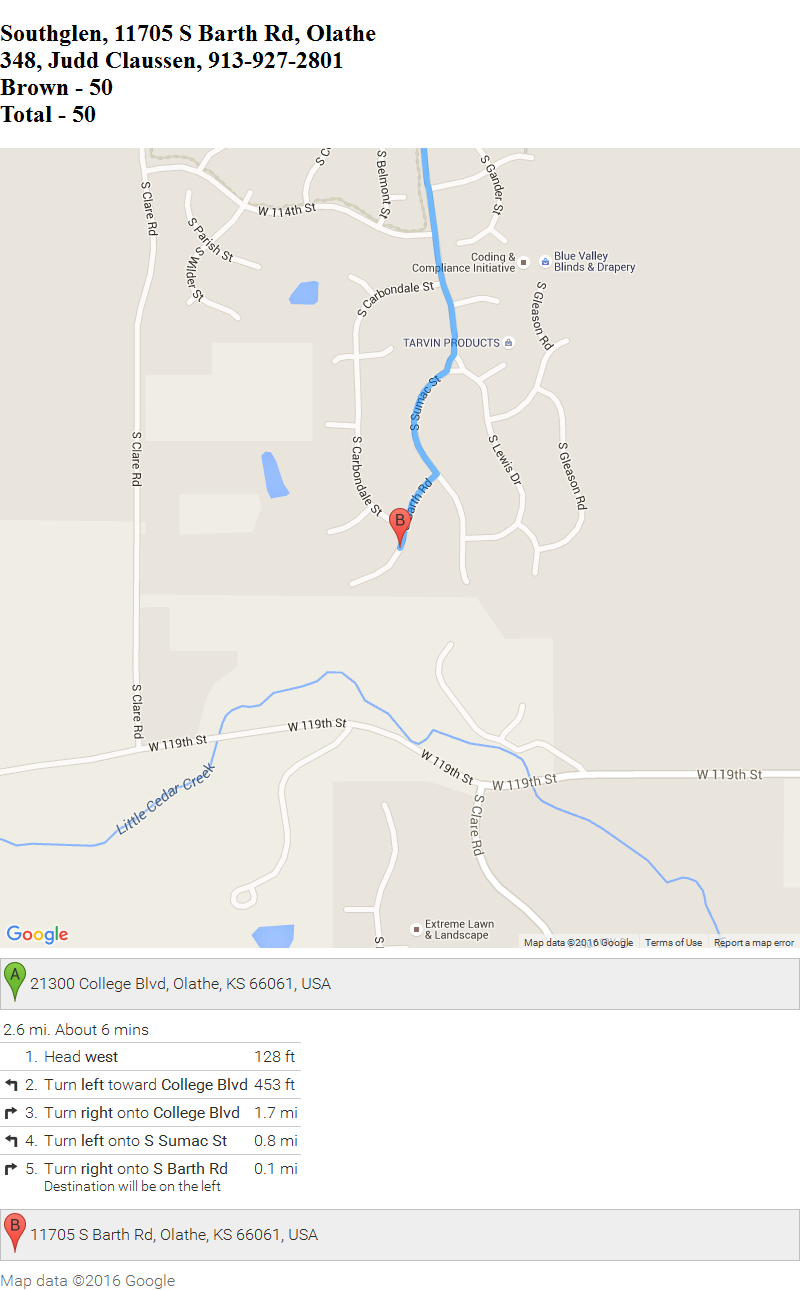 Southglen, 11705 S Barth Rd, Olathe
348, Judd Claussen, 913-927-2801
Brown - 50
Total - 50
S Clare Rd
W 114th St
S Belmont St
S Gander St
S Parish St
S Wilder St
Coding &
Compliance Initiative
Blue Valley
Blinds & Drapery
S Carbondale St
S Gleason Rd
TARVIN PRODUCTS
S Sumac St
S Clare Rd
S Carbondale St
S Lewis Dr
S Gleason Rd
Barth Rd
B
S Clare Rd
W 119th St
W 119th St
W 119th St
W 119th St
W 119th St
Little Cedar Creek
S Clare Rd
Extreme Lawn
& Landscape
Google
Map data ©2016 Google Terms of Use Report a map error
A 21300 College Blvd, Olathe, KS 66061, USA
2.6 mi. About 6 mins
1. Head west 128 ft
2. Turn left toward College Blvd 453 ft
3. Turn right onto College Blvd 1.7 mi
4. Turn left onto S Sumac St 0.8 mi
5. Turn right onto S Barth Rd 0.1 mi
Destination will be on the left
B 11705 S Barth Rd, Olathe, KS 66061, USA
Map data ©2016 Google